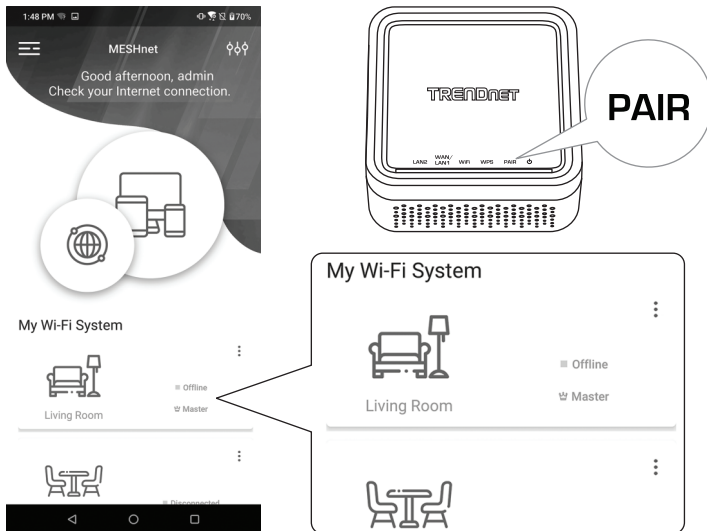 1:48 PM
70%
MESHnet
Good afternoon, admin
Check your Internet connection.
My Wi-Fi System
Offline
Living Room
Master
Disconnected
TRENDnet
LAN2 WAN/LAN1 WiFi WPS PAIR
PAIR
My Wi-Fi System
Offline
Living Room
Master